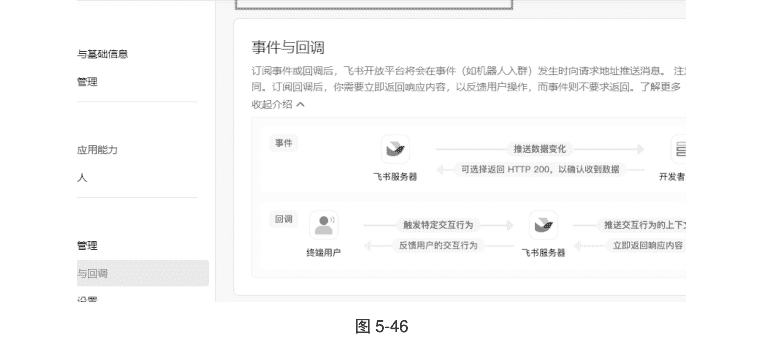 与基础信息
管理
应用能力
人
管理
与回调
设置
事件与回调
订阅事件或回调后，飞书开放平台将会在事件（如机器人入群）发生时向请求地址推送消息。 注
同。订阅回调后，你需要立即返回响应内容，以反馈用户操作，而事件则不要求返回。了解更多
收起介绍
事件
推送数据变化
可选择返回 HTTP 200，以确认收到数据
飞书服务器
开发者
回调
触发特定交互行为
推送交互行为的上下
反馈用户的交互行为
立即返回响应内容
终端用户
飞书服务器
图 5-46